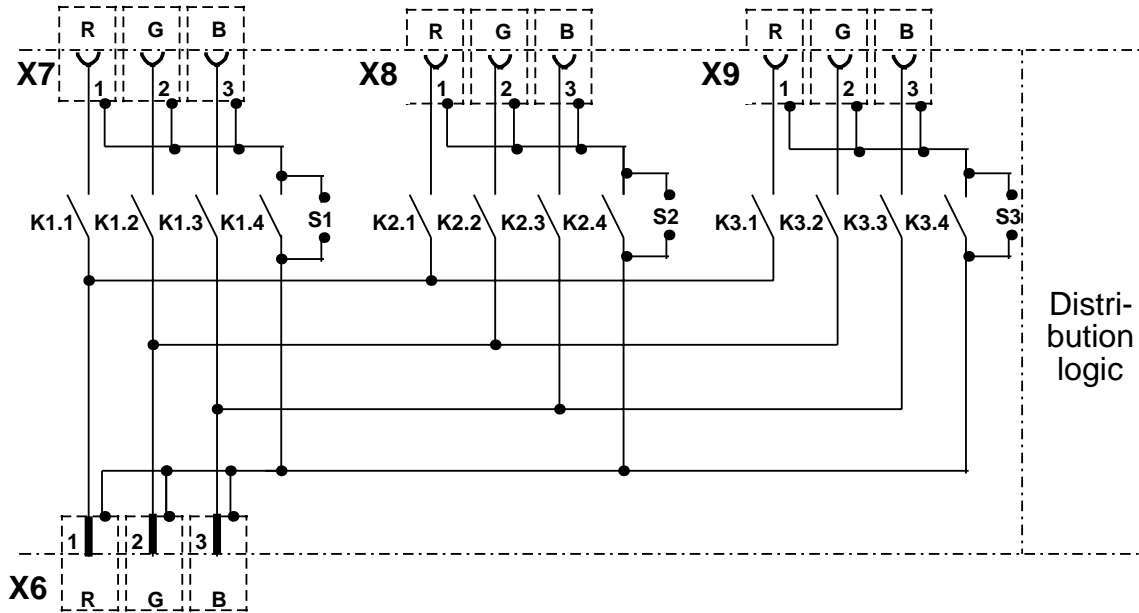 R G B R G B R G B
X7 X8 X9
1 2 3 1 2 3 1 2 3
K1.1 K1.2 K1.3 K1.4 S1 K2.1 K2.2 K2.3 K2.4 S2 K3.1 K3.2 K3.3 K3.4 S3
Distri-
bution
logic
1 2 3
X6
R G B